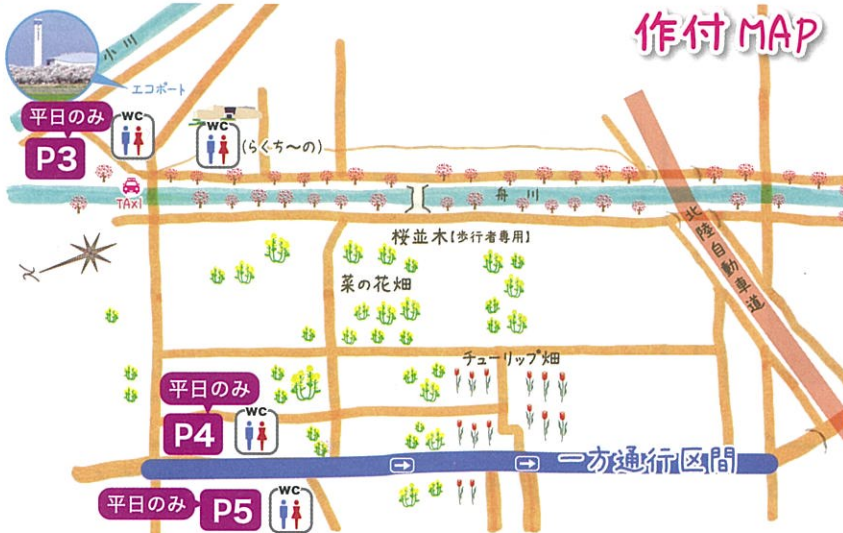 作付MAP
小川
エコポート
平日のみ
P3
WC
WC
(らくち~の)
TAXi
舟川
桜並木【歩行者専用】
北陸自動車道
N
菜の花畑
チューリップ畑
平日のみ
P4
WC
一方通行区間
平日のみ
P5
WC